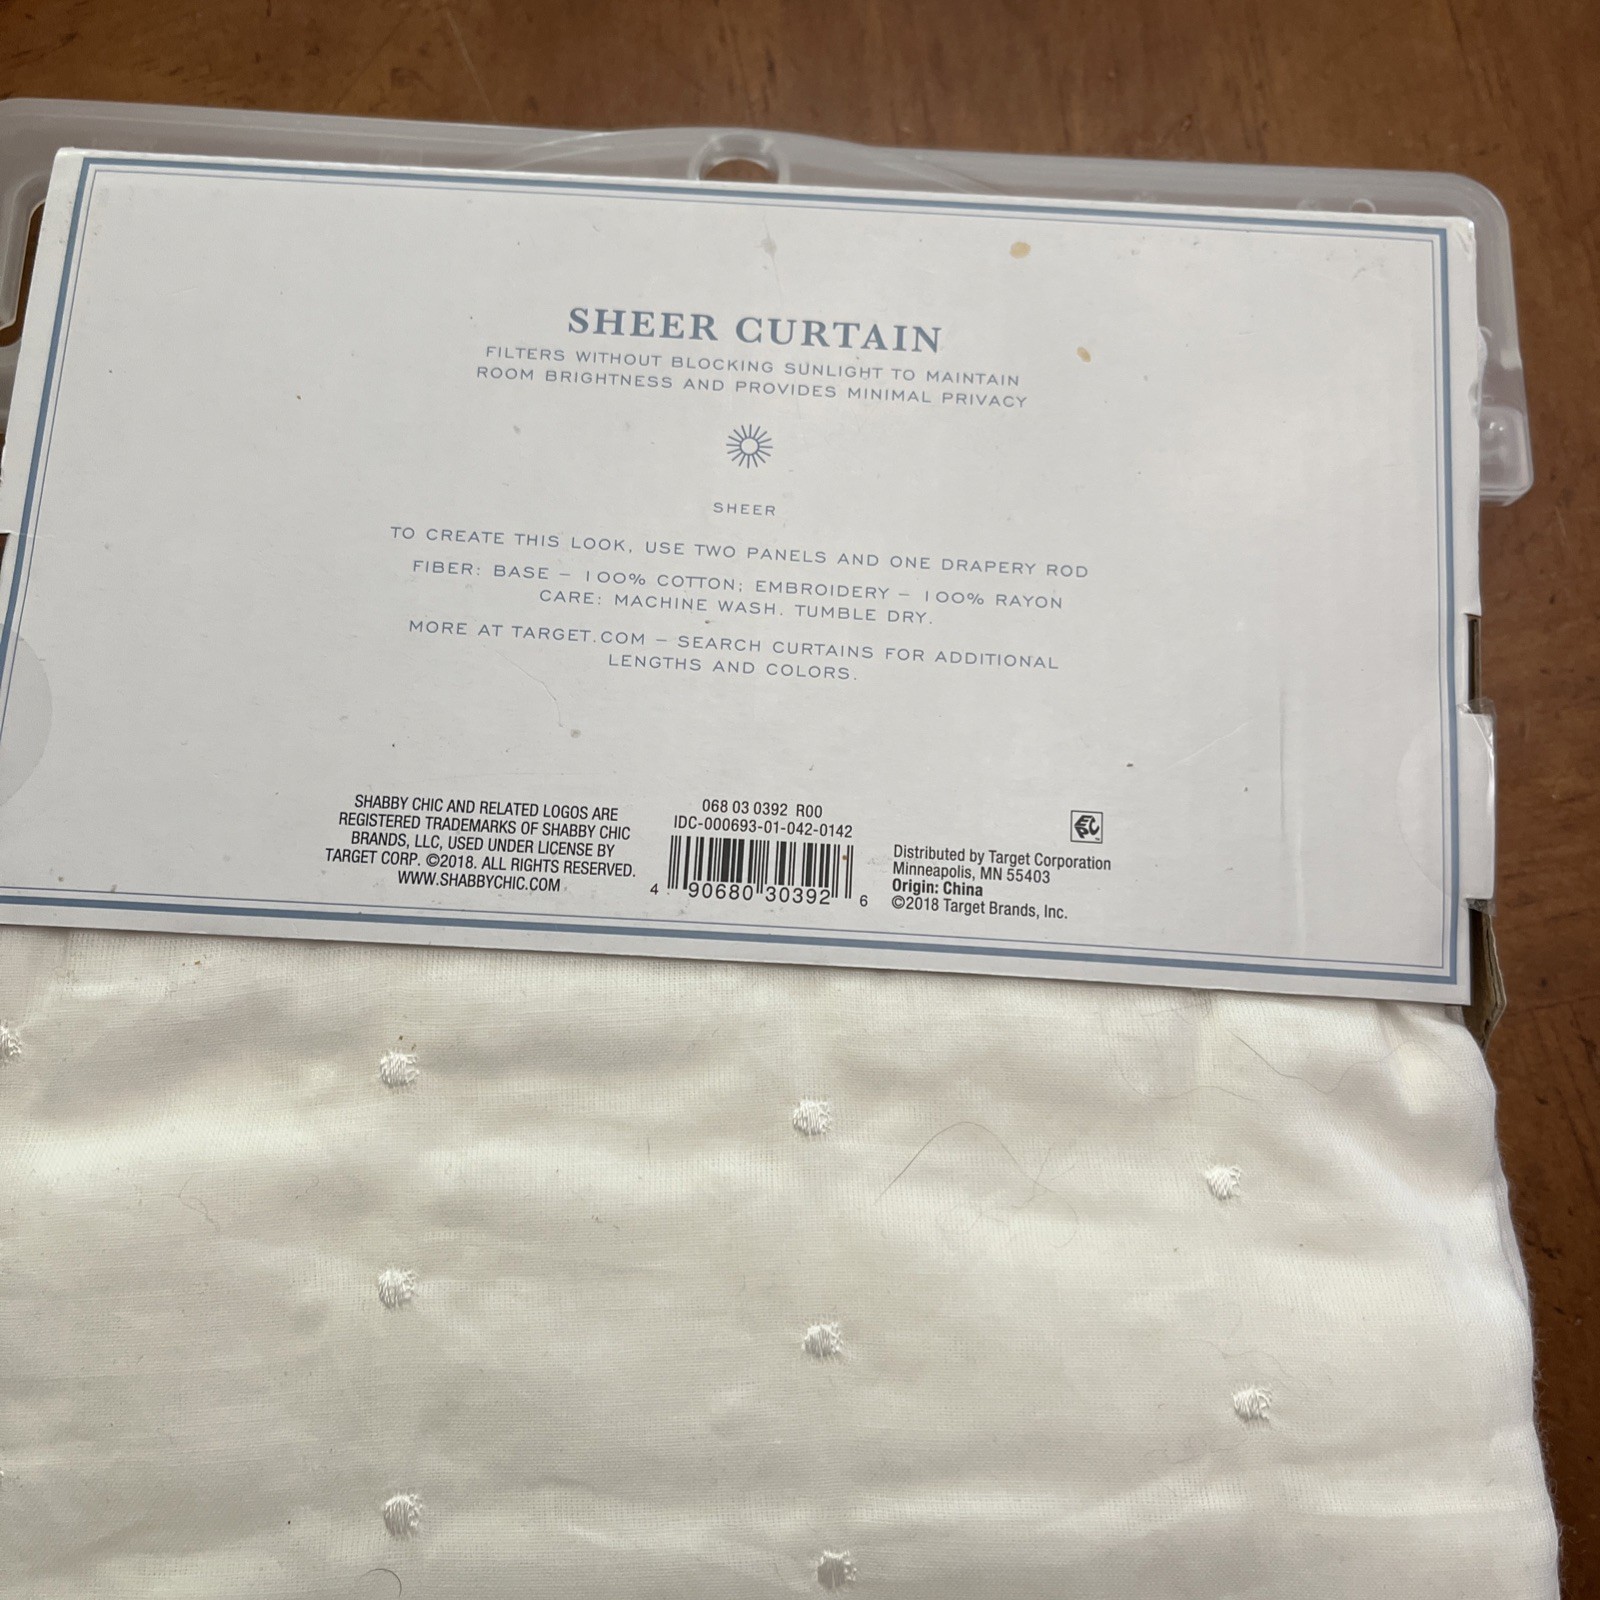 SHEER CURTAIN
FILTERS WITHOUT BLOCKING SUNLIGHT TO MAINTAIN
ROOM BRIGHTNESS AND PROVIDES MINIMAL PRIVACY
SHEER
TO CREATE THIS LOOK, USE TWO PANELS AND ONE DRAPERY ROD
FIBER: BASE – 100% COTTON; EMBROIDERY – 100% RAYON
CARE: MACHINE WASH. TUMBLE DRY.
MORE AT TARGET.COM – SEARCH CURTAINS FOR ADDITIONAL
LENGTHS AND COLORS.
SHABBY CHIC AND RELATED LOGOS ARE
REGISTERED TRADEMARKS OF SHABBY CHIC
BRANDS, LLC, USED UNDER LICENSE BY
TARGET CORP. ©2018. ALL RIGHTS RESERVED.
WWW.SHABBYCHIC.COM
068 03 0392 R00
IDC-000693-01-042-0142
4 90680 30392 6
Distributed by Target Corporation
Minneapolis, MN 55403
Origin: China
©2018 Target Brands, Inc.